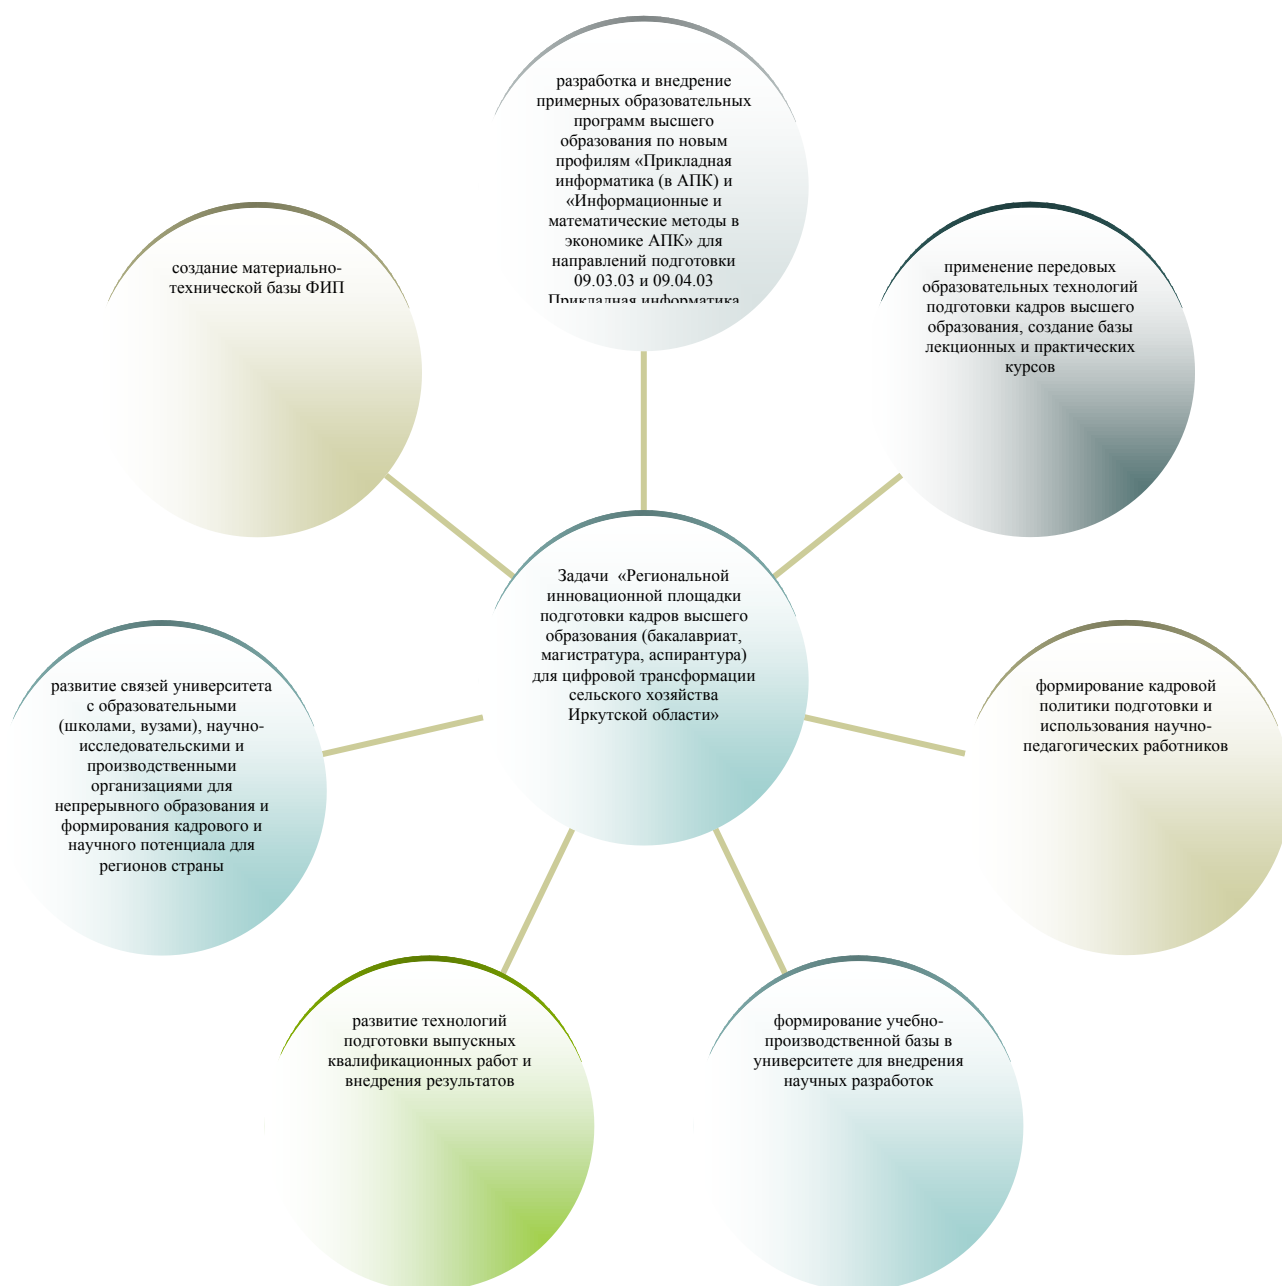 разработка и внедрение
примерных образовательных
программ высшего
образования по новым
профилям «Прикладная
информатика (в АПК) и
«Информационные и
математические методы в
экономике АПК» для
направлений подготовки
09.03.03 и 09.04.03
Прикладная информатика
создание материально-
технической базы ФИП
применение передовых
образовательных технологий
подготовки кадров высшего
образования, создание базы
лекционных и практических
курсов
Задачи «Региональной
инновационной площадки
подготовки кадров высшего
образования (бакалавриат,
магистратура, аспирантура)
для цифровой трансформации
сельского хозяйства
Иркутской области»
развитие связей университета
с образовательными
(школами, вузами), научно-
исследовательскими и
производственными
организациями для
непрерывного образования и
формирования кадрового и
научного потенциала для
регионов страны
формирование кадровой
политики подготовки и
использования научно-
педагогических работников
развитие технологий
подготовки выпускных
квалификационных работ и
внедрения результатов
формирование учебно-
производственной базы в
университете для внедрения
научных разработок